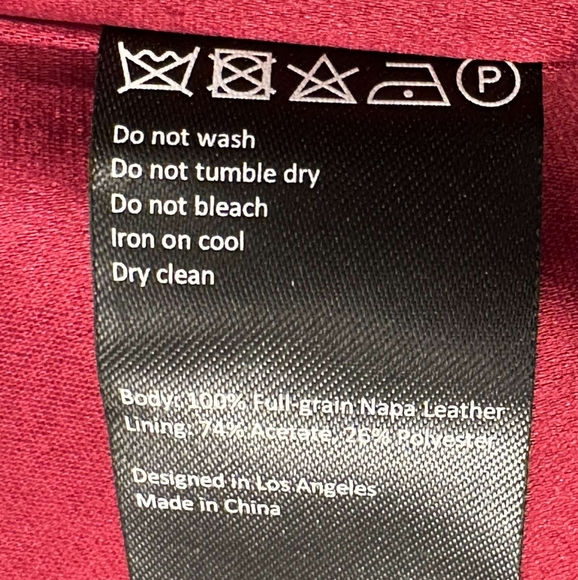 P
Do not wash
Do not tumble dry
Do not bleach
Iron on cool
Dry clean
Body: 100% Full-grain Napa Leather
Lining: 74% Acetate, 26% Polyester
Designed in Los Angeles
Made in China